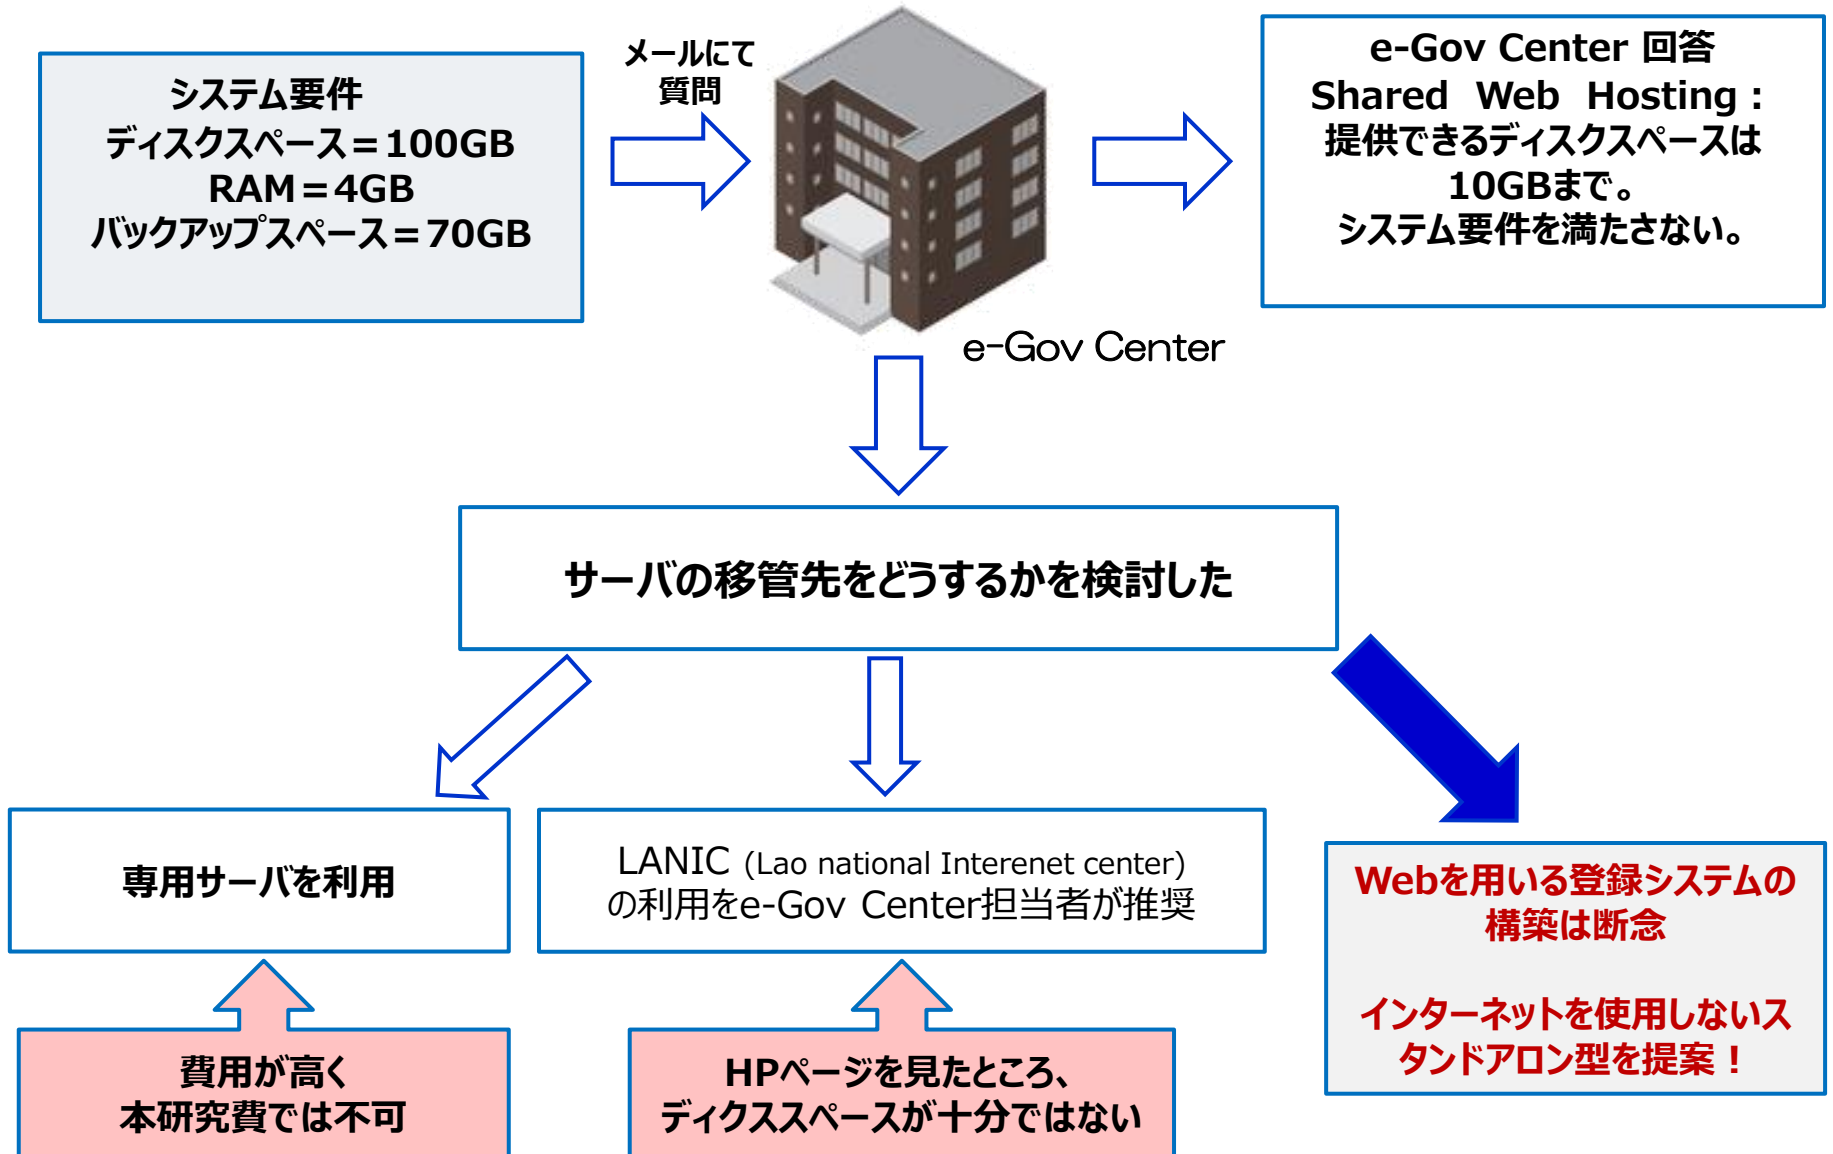 システム要件
ディスクスペース＝100GB
RAM＝4GB
バックアップスペース＝70GB
メールにて
質問
e-Gov Center
e-Gov Center 回答
Shared Web Hosting：
提供できるディスクスペースは
10GBまで。
システム要件を満たさない。
サーバの移管先をどうするかを検討した
専用サーバを利用
LANIC (Lao national Interenet center)
の利用をe-Gov Center担当者が推奨
Webを用いる登録システムの
構築は断念
インターネットを使用しないス
タンドアロン型を提案！
費用が高く
本研究費では不可
HPページを見たところ、
ディクススペースが十分ではない